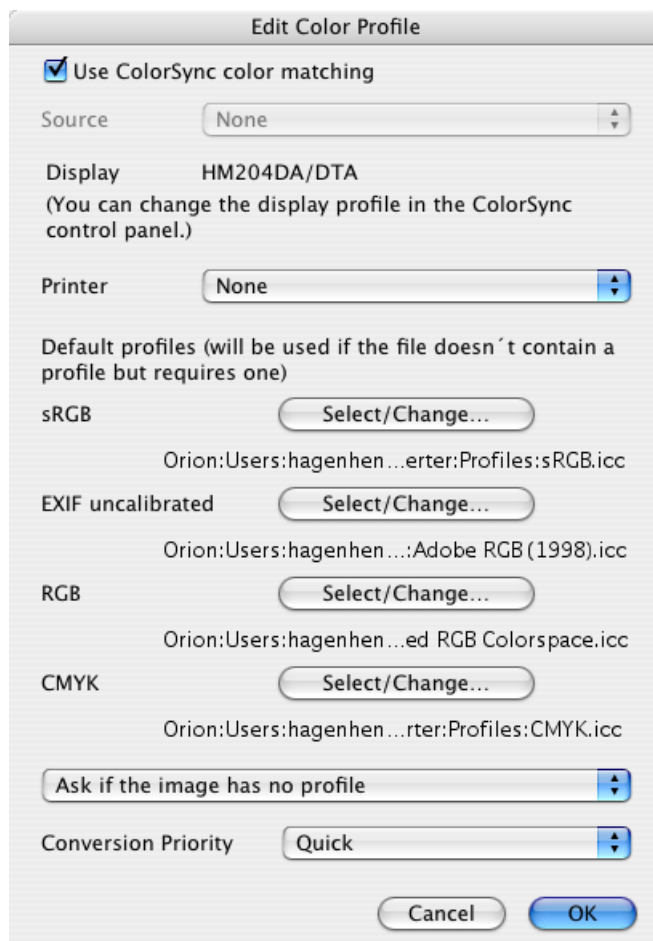 Edit Color Profile
Use ColorSync color matching
Source None
Display HM204DA/DTA
(You can change the display profile in the ColorSync
control panel.)
Printer None
Default profiles (will be used if the file doesn´t contain a
profile but requires one)
sRGB Select/Change...
Orion:Users:hagenhen...erter:Profiles:sRGB.icc
EXIF uncalibrated Select/Change...
Orion:Users:hagenhen...:Adobe RGB (1998).icc
RGB Select/Change...
Orion:Users:hagenhen...ed RGB Colorspace.icc
CMYK Select/Change...
Orion:Users:hagenhen...rter:Profiles:CMYK.icc
Ask if the image has no profile
Conversion Priority Quick
Cancel OK